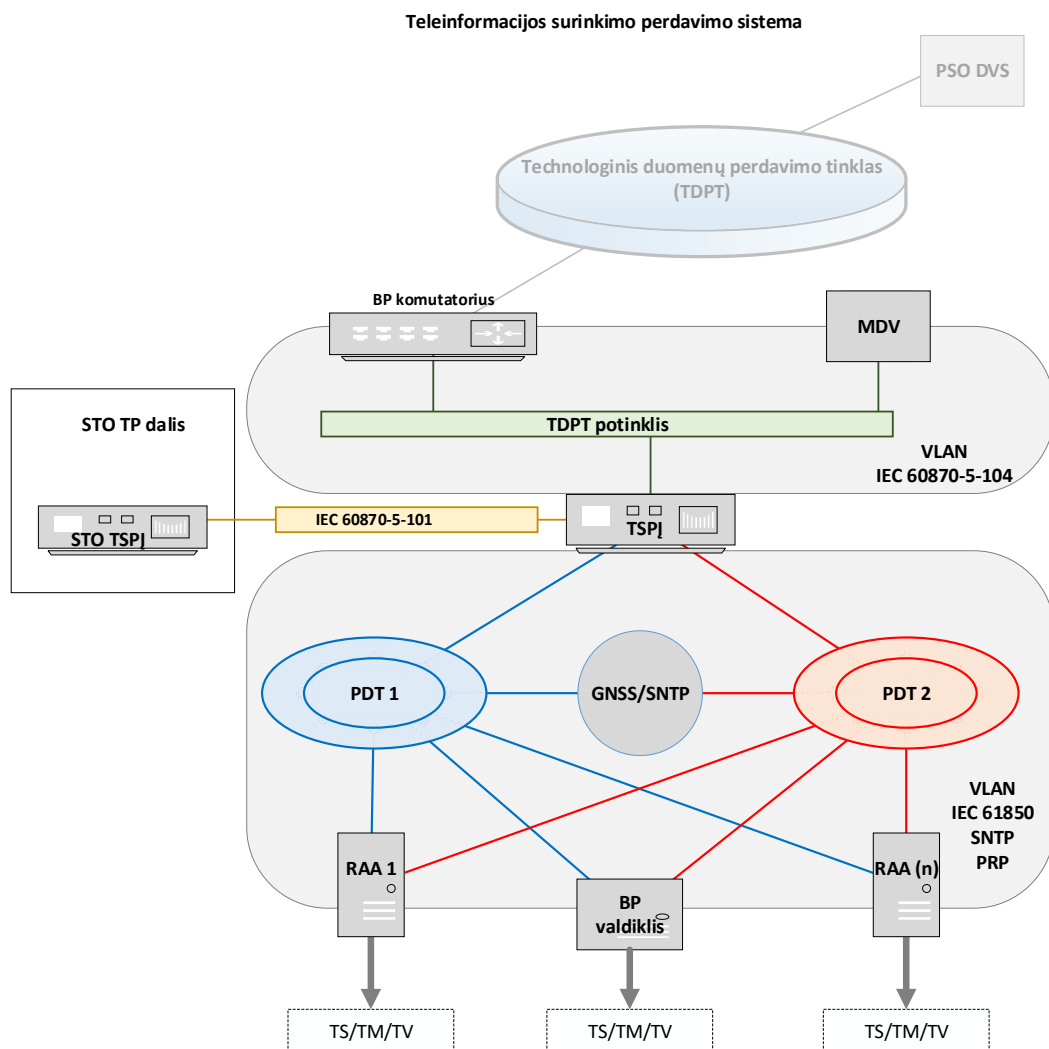 Teleinformacijos surinkimo perdavimo sistema
PSO DVS
Technologinis duomenų perdavimo tinklas
(TDPT)
BP komutatorius
MDV
TDPT potinklis
VLAN
IEC 60870-5-104
STO TP dalis
STO TSPĮ
IEC 60870-5-101
TSPĮ
PDT 1
GNSS/SNTP
PDT 2
VLAN
IEC 61850
SNTP
PRP
RAA 1
BP
valdiklis
RAA (n)
TS/TM/TV
TS/TM/TV
TS/TM/TV